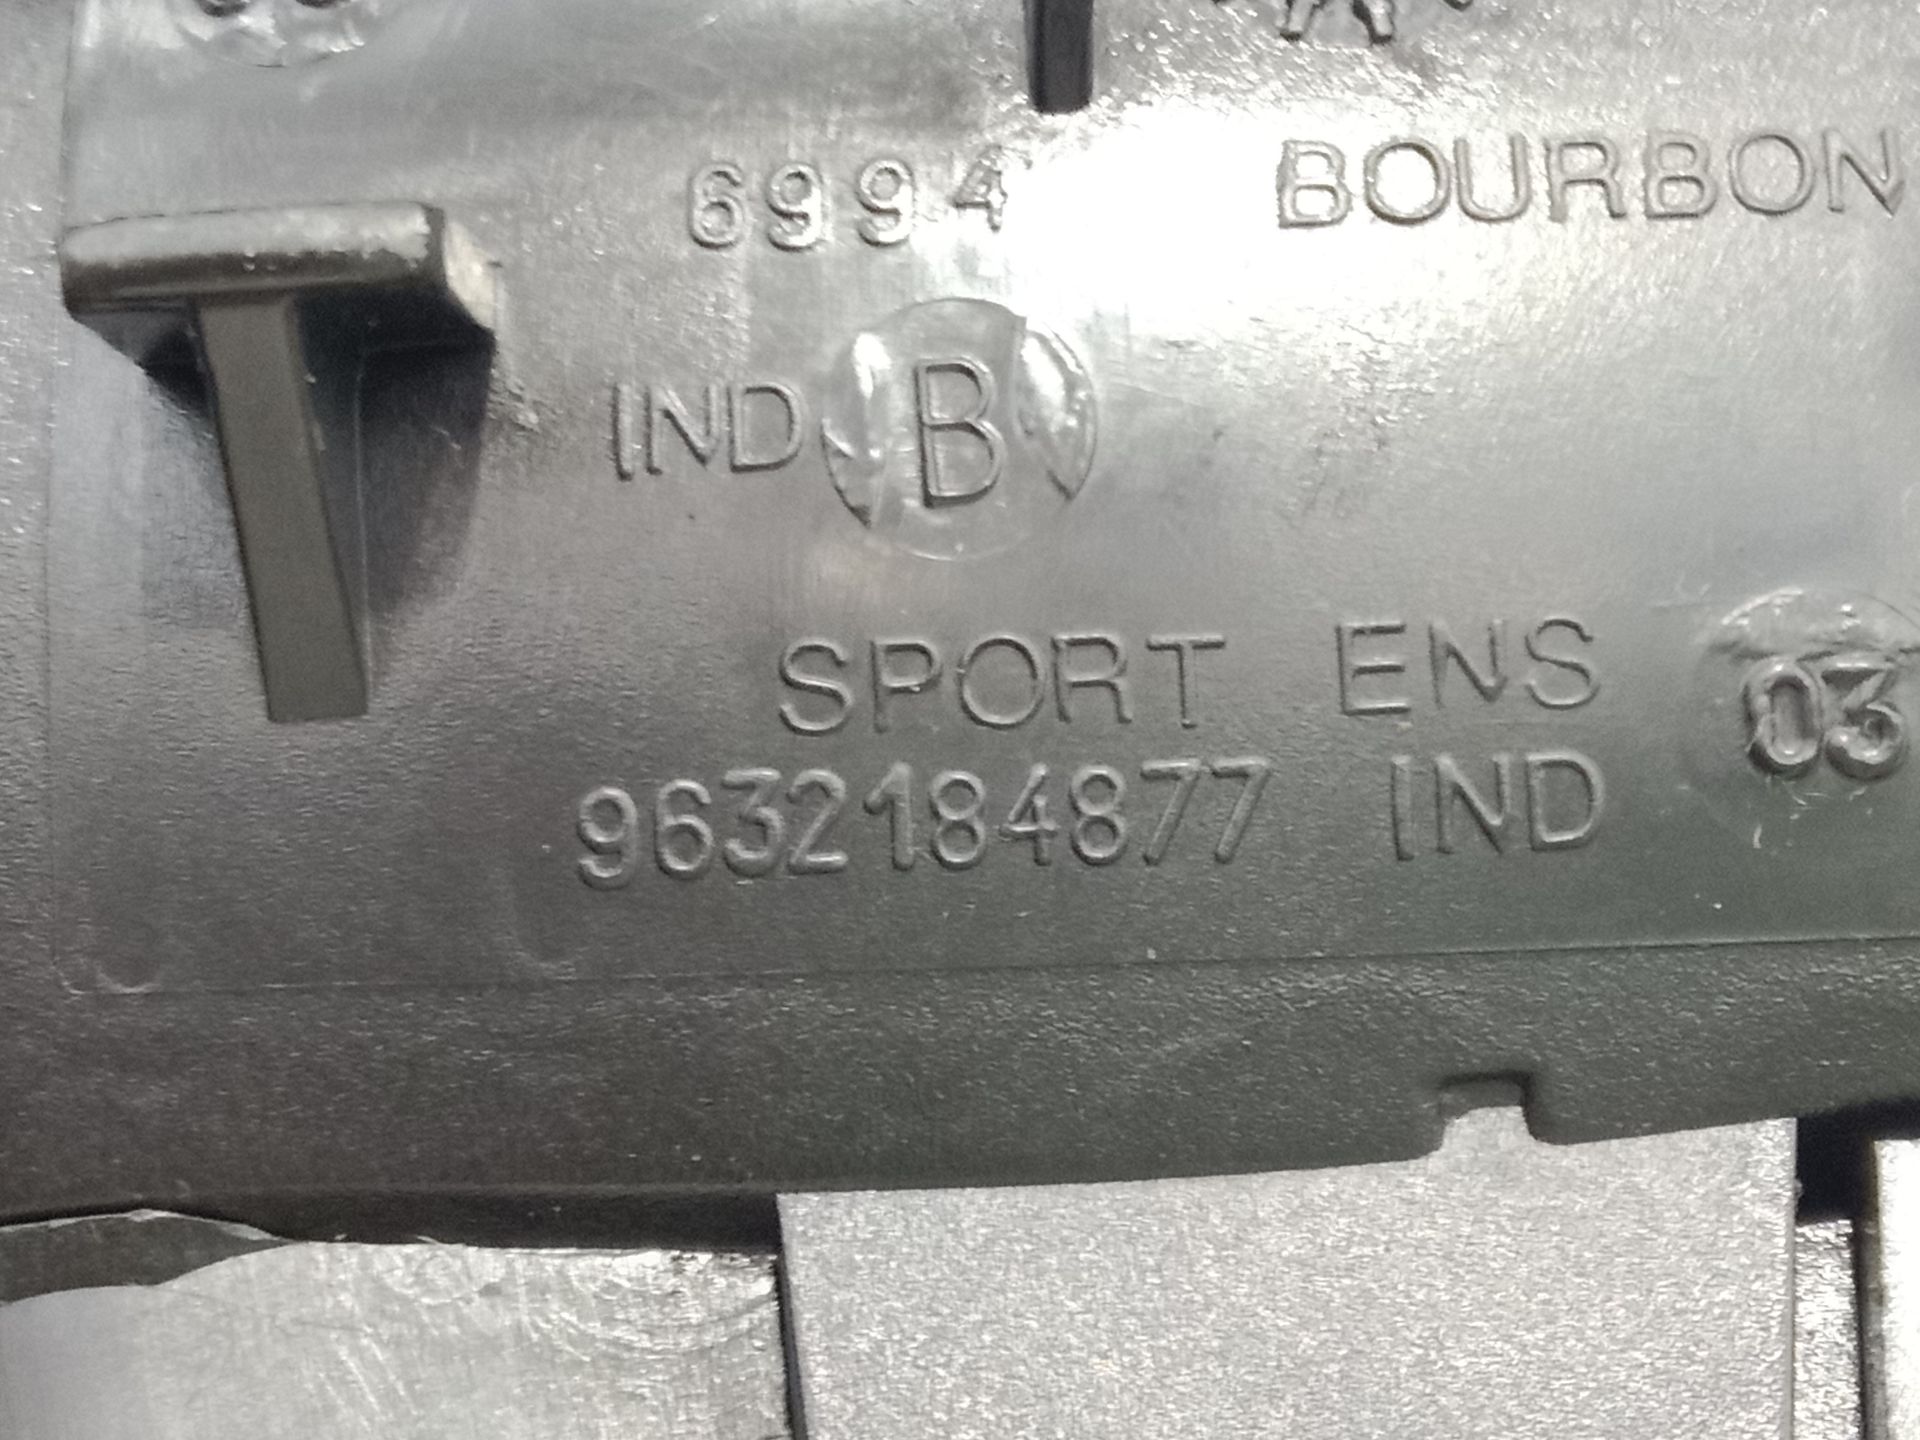 6994 BOURBON
IND B
SPORT ENS
03
9632184877 IND